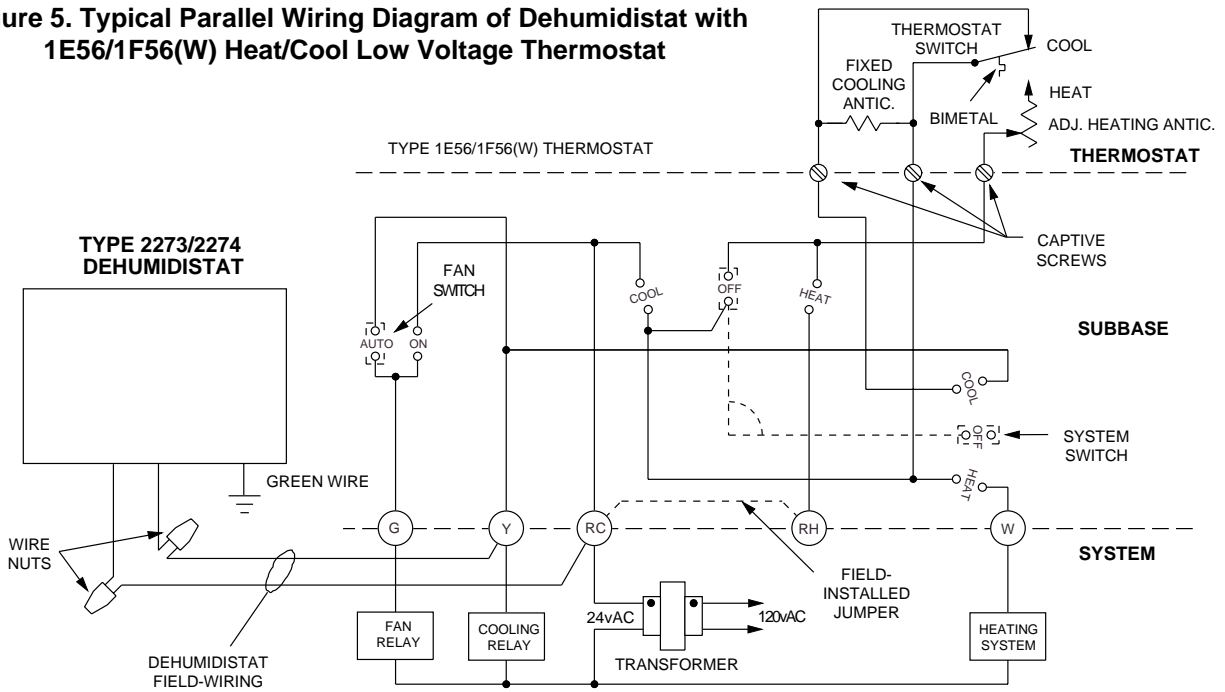 ure 5. Typical Parallel Wiring Diagram of Dehumidistat with
1E56/1F56(W) Heat/Cool Low Voltage Thermostat
THERMOSTAT
SWITCH
COOL
FIXED
COOLING
ANTIC.
HEAT
BIMETAL
ADJ. HEATING ANTIC.
TYPE 1E56/1F56(W) THERMOSTAT
THERMOSTAT
TYPE 2273/2274
DEHUMIDISTAT
CAPTIVE
SCREWS
FAN
SWITCH
COOL
OFF
HEAT
AUTO
ON
SUBBASE
COOL
OFF
SYSTEM
SWITCH
HEAT
GREEN WIRE
G
Y
RC
RH
W
WIRE
NUTS
SYSTEM
FIELD-
INSTALLED
JUMPER
FAN
RELAY
COOLING
RELAY
24vAC
120vAC
HEATING
SYSTEM
TRANSFORMER
DEHUMIDISTAT
FIELD-WIRING